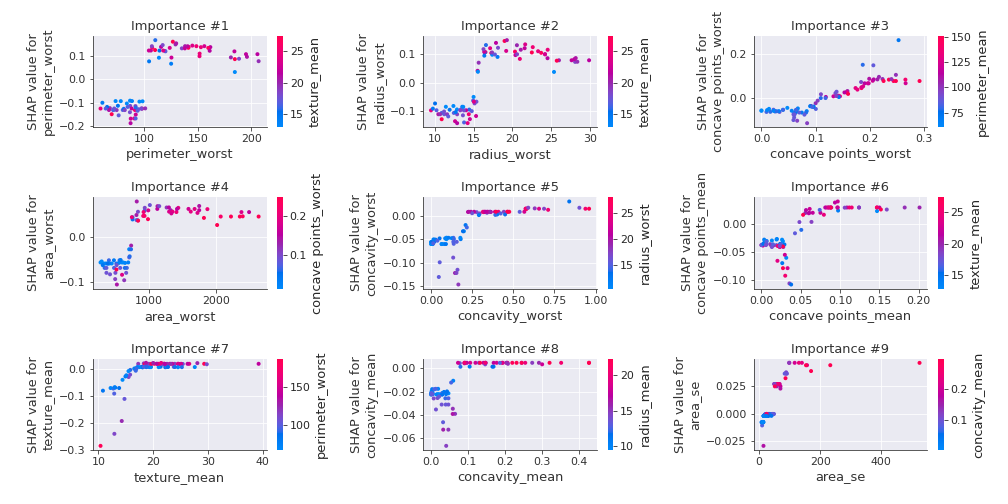 Importance #1
SHAP value for
perimeter_worst
0.1
0.0
−0.1
−0.2
100
150
200
perimeter_worst
25
20
15
texture_mean
Importance #2
SHAP value for
radius_worst
0.1
0.0
−0.1
10
15
20
25
30
radius_worst
25
20
15
texture_mean
Importance #3
SHAP value for
concave points_worst
0.2
0.0
0.0
0.1
0.2
0.3
concave points_worst
150
125
100
75
perimeter_mean
Importance #4
SHAP value for
area_worst
0.0
−0.1
1000
2000
area_worst
0.2
0.1
concave points_worst
Importance #5
SHAP value for
concavity_worst
0.00
−0.05
−0.10
−0.15
0.00
0.25
0.50
0.75
1.00
concavity_worst
25
20
15
radius_worst
Importance #6
SHAP value for
concave points_mean
0.00
−0.05
−0.10
0.00
0.05
0.10
0.15
0.20
concave points_mean
25
20
15
texture_mean
Importance #7
SHAP value for
texture_mean
0.0
−0.1
−0.2
−0.3
10
20
30
40
texture_mean
150
100
perimeter_worst
Importance #8
SHAP value for
concavity_mean
0.00
−0.02
−0.04
−0.06
0.0
0.1
0.2
0.3
0.4
concavity_mean
20
15
10
radius_mean
Importance #9
SHAP value for
area_se
0.025
0.000
−0.025
0
200
400
area_se
0.2
0.1
concavity_mean